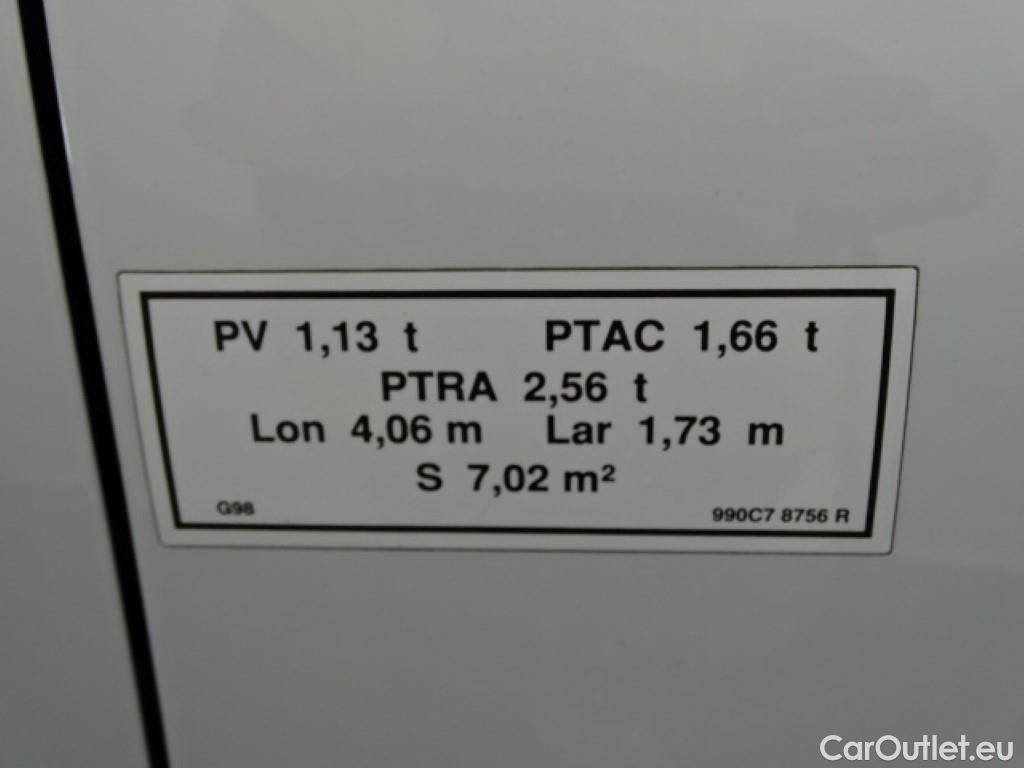 PV 1,13 t PTAC 1,66 t
PTRA 2,56 t
Lon 4,06 m Lar 1,73 m
S 7,02 m²
G98 990C7 8756 R
CarOutlet.eu